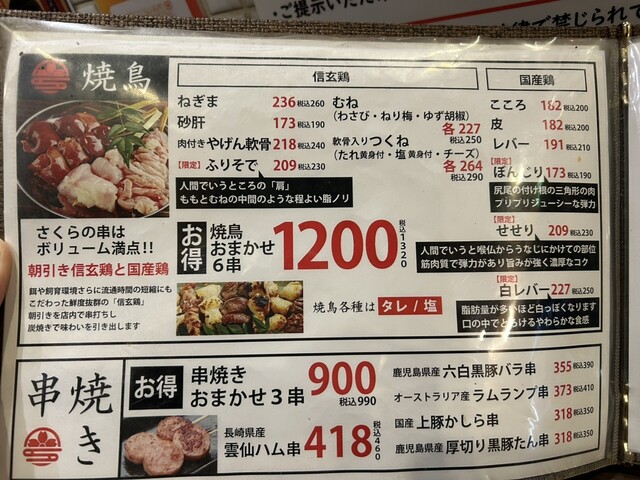 ・ご提示いただ
で禁じられて
焼鳥
信玄鶏
ねぎま 236 税込260
砂肝 173 税込190
肉付きやげん軟骨 218 税込240
【限定】ふりそで 209 税込230
人間でいうところの「肩」
ももとむねの中間のような程よい脂ノリ
むね
(わさび・ねり梅・ゆず胡椒)
各227 税込250
軟骨入りつくね
(たれ黄身付・塩黄身付・チーズ)
各264 税込290
国産鶏
こころ 182 税込200
皮 182 税込200
レバー 191 税込210
【限定】ぼんじり 173 税込190
尻尾の付け根の三角形の肉
プリプリジューシーな弾力
【限定】せせり 209 税込230
人間でいうと喉仏からうなじにかけての部位
筋肉質で弾力があり旨みが強く濃厚なコク
【限定】白レバー 227 税込250
脂肪量が多いほど白っぽくなります
口の中でとろけるやわらかな食感
さくらの串は
ボリューム満点!!
朝引き信玄鶏と国産鶏
餌や飼育環境さらに流通時間の短縮にも
こだわった鮮度抜群の「信玄鶏」
朝引きを店内で串打ちし
炭焼きで味わいを引き出します
お得
焼鳥
おまかせ
6串
1200 税込1320
焼鳥各種は タレ / 塩
串焼き
お得
串焼き
おまかせ3串
900
税込990
長崎県産
雲仙ハム串 418 税込460
鹿児島県産 六白黒豚バラ串 355 税込390
オーストラリア産 ラムランプ串 373 税込410
国産 上豚かしら串 318 税込350
鹿児島県産 厚切り黒豚たん串 318 税込350